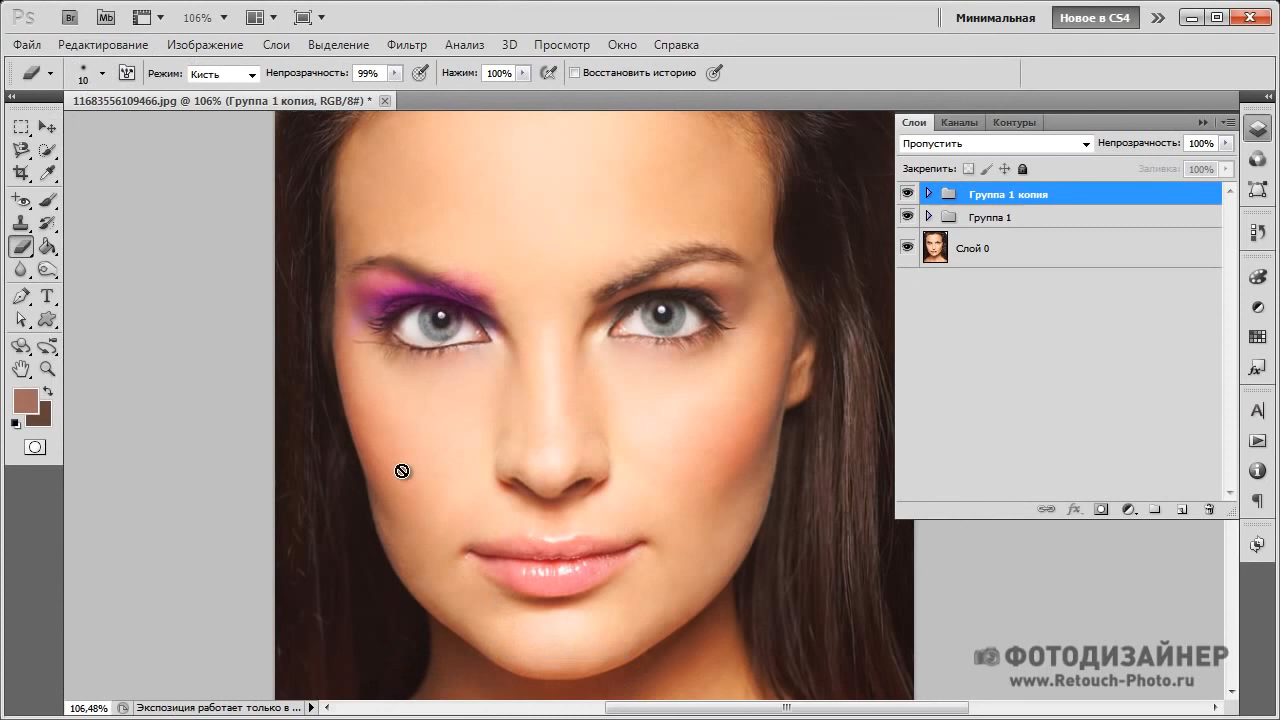 Ps Br Mb 106% Минимальная Новое в CS4
Файл Редактирование Изображение Слои Выделение Фильтр Анализ 3D Просмотр Окно Справка
10 Режим: Кисть Непрозрачность: 99% Нажим: 100% Восстановить историю
11683556109466.jpg @ 106% (Группа 1 копия, RGB/8#) *
Слои Каналы Контуры
Пропустить Непрозрачность: 100%
Закрепить: Заливка: 100%
Группа 1 копия
Группа 1
Слой 0
ФОТОДИЗАЙНЕР
www.Retouch-Photo.ru
106,48% Экспозиция работает только в ...